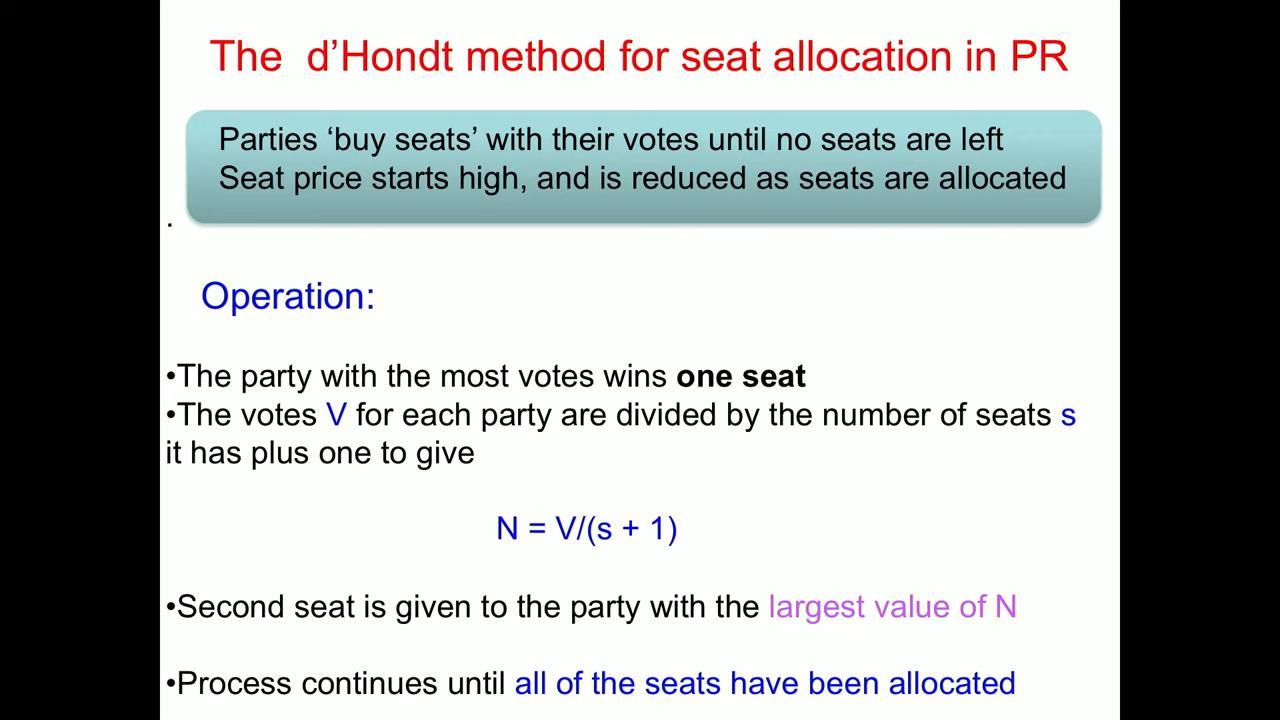 The  d’Hondt method for seat allocation in PR
Parties ‘buy seats’ with their votes until no seats are left
Seat price starts high, and is reduced as seats are allocated
.
Operation:
•The party with the most votes wins one seat
•The votes V for each party are divided by the number of seats s
it has plus one to give
N = V/(s + 1)
•Second seat is given to the party with the largest value of N
•Process continues until all of the seats have been allocated